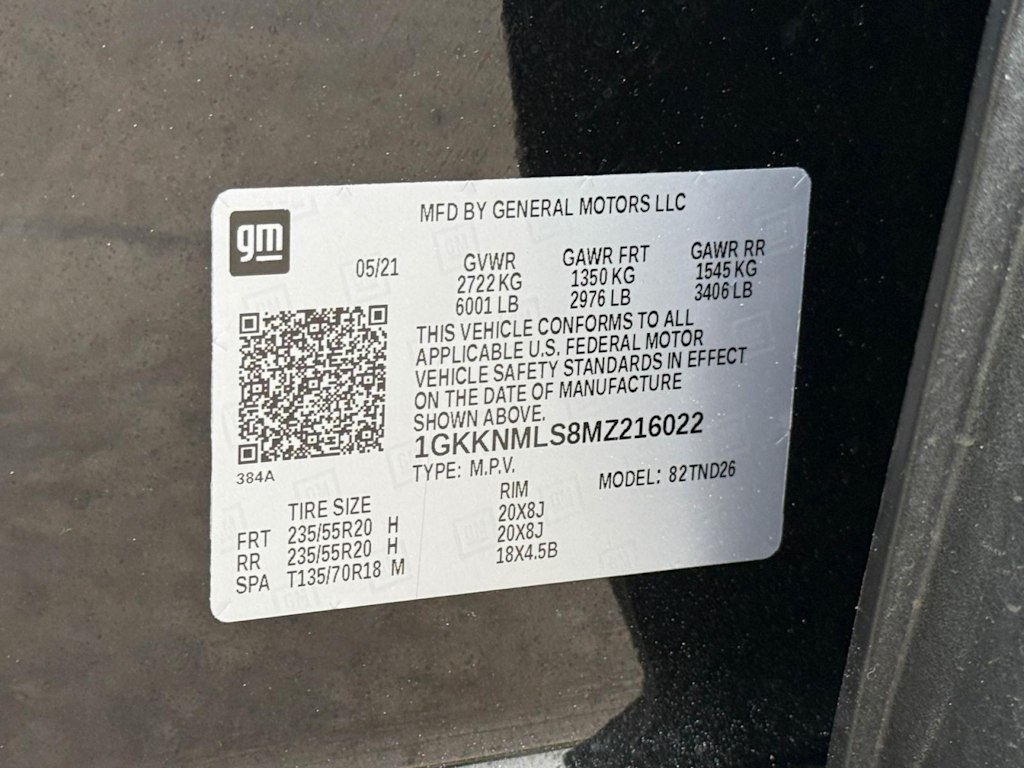 gm
MFD BY GENERAL MOTORS LLC
05/21
GVWR
2722 KG
6001 LB
GAWR FRT
1350 KG
2976 LB
GAWR RR
1545 KG
3406 LB
THIS VEHICLE CONFORMS TO ALL
APPLICABLE U.S. FEDERAL MOTOR
VEHICLE SAFETY STANDARDS IN EFFECT
ON THE DATE OF MANUFACTURE
SHOWN ABOVE.
1GKKNMLS8MZ216022
TYPE: M.P.V.
MODEL: 82TND26
384A
TIRE SIZE RIM
FRT 235/55R20 H 20X8J
RR 235/55R20 H 20X8J
SPA T135/70R18 M 18X4.5B